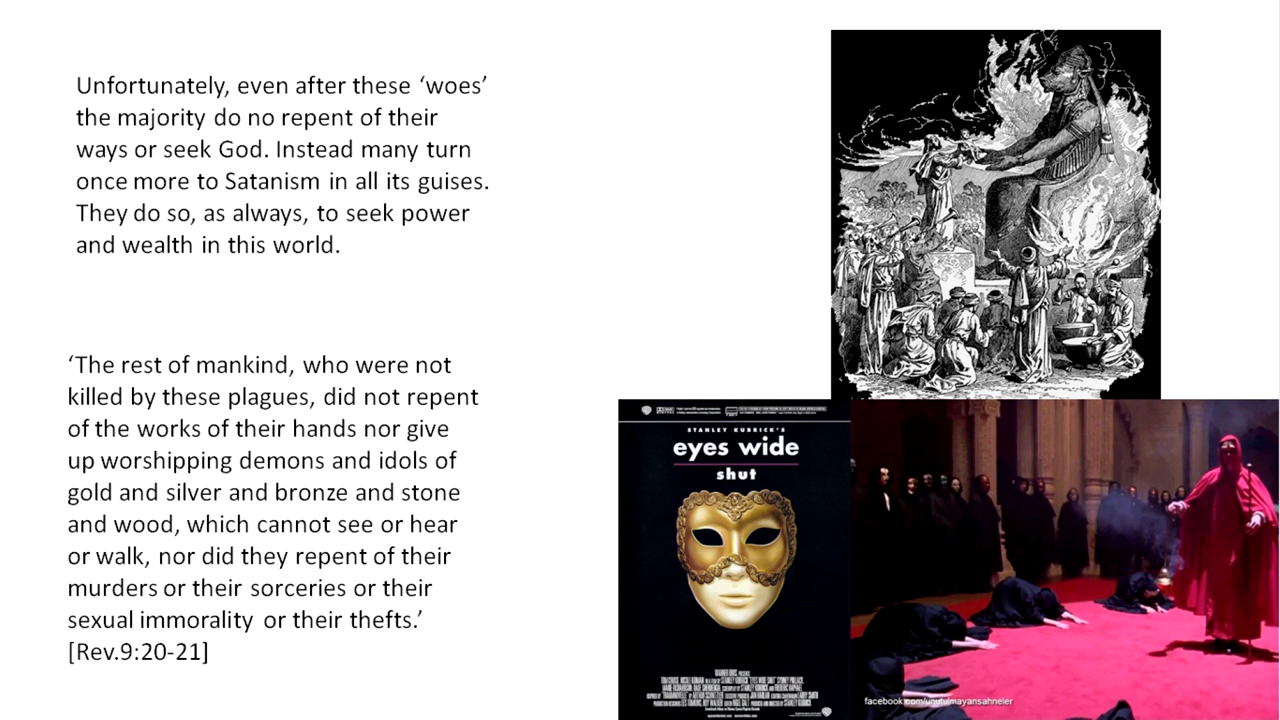 Unfortunately, even after these ‘woes’
the majority do no repent of their
ways or seek God. Instead many turn
once more to Satanism in all its guises.
They do so, as always, to seek power
and wealth in this world.
‘The rest of mankind, who were not
killed by these plagues, did not repent
of the works of their hands nor give
up worshipping demons and idols of
gold and silver and bronze and stone
and wood, which cannot see or hear
or walk, nor did they repent of their
murders or their sorceries or their
sexual immorality or their thefts.’
[Rev.9:20-21]
STANLEY KUBRICK'S
eyes wide
shut
facebook.com/unutulmayansahneler